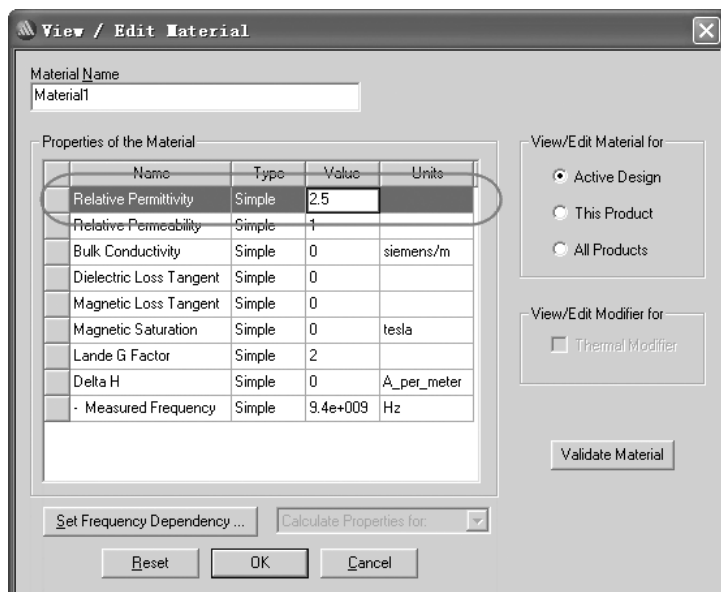 View / Edit Material
Material Name
Material1
Properties of the Material
Name Type Value Units
Relative Permittivity Simple 2.5
Relative Permeability Simple 1
Bulk Conductivity Simple 0 siemens/m
Dielectric Loss Tangent Simple 0
Magnetic Loss Tangent Simple 0
Magnetic Saturation Simple 0 tesla
Lande G Factor Simple 2
Delta H Simple 0 A_per_meter
- Measured Frequency Simple 9.4e+009 Hz
View/Edit Material for
Active Design
This Product
All Products
View/Edit Modifier for
Thermal Modifier
Validate Material
Set Frequency Dependency ... Calculate Properties for:
Reset OK Cancel